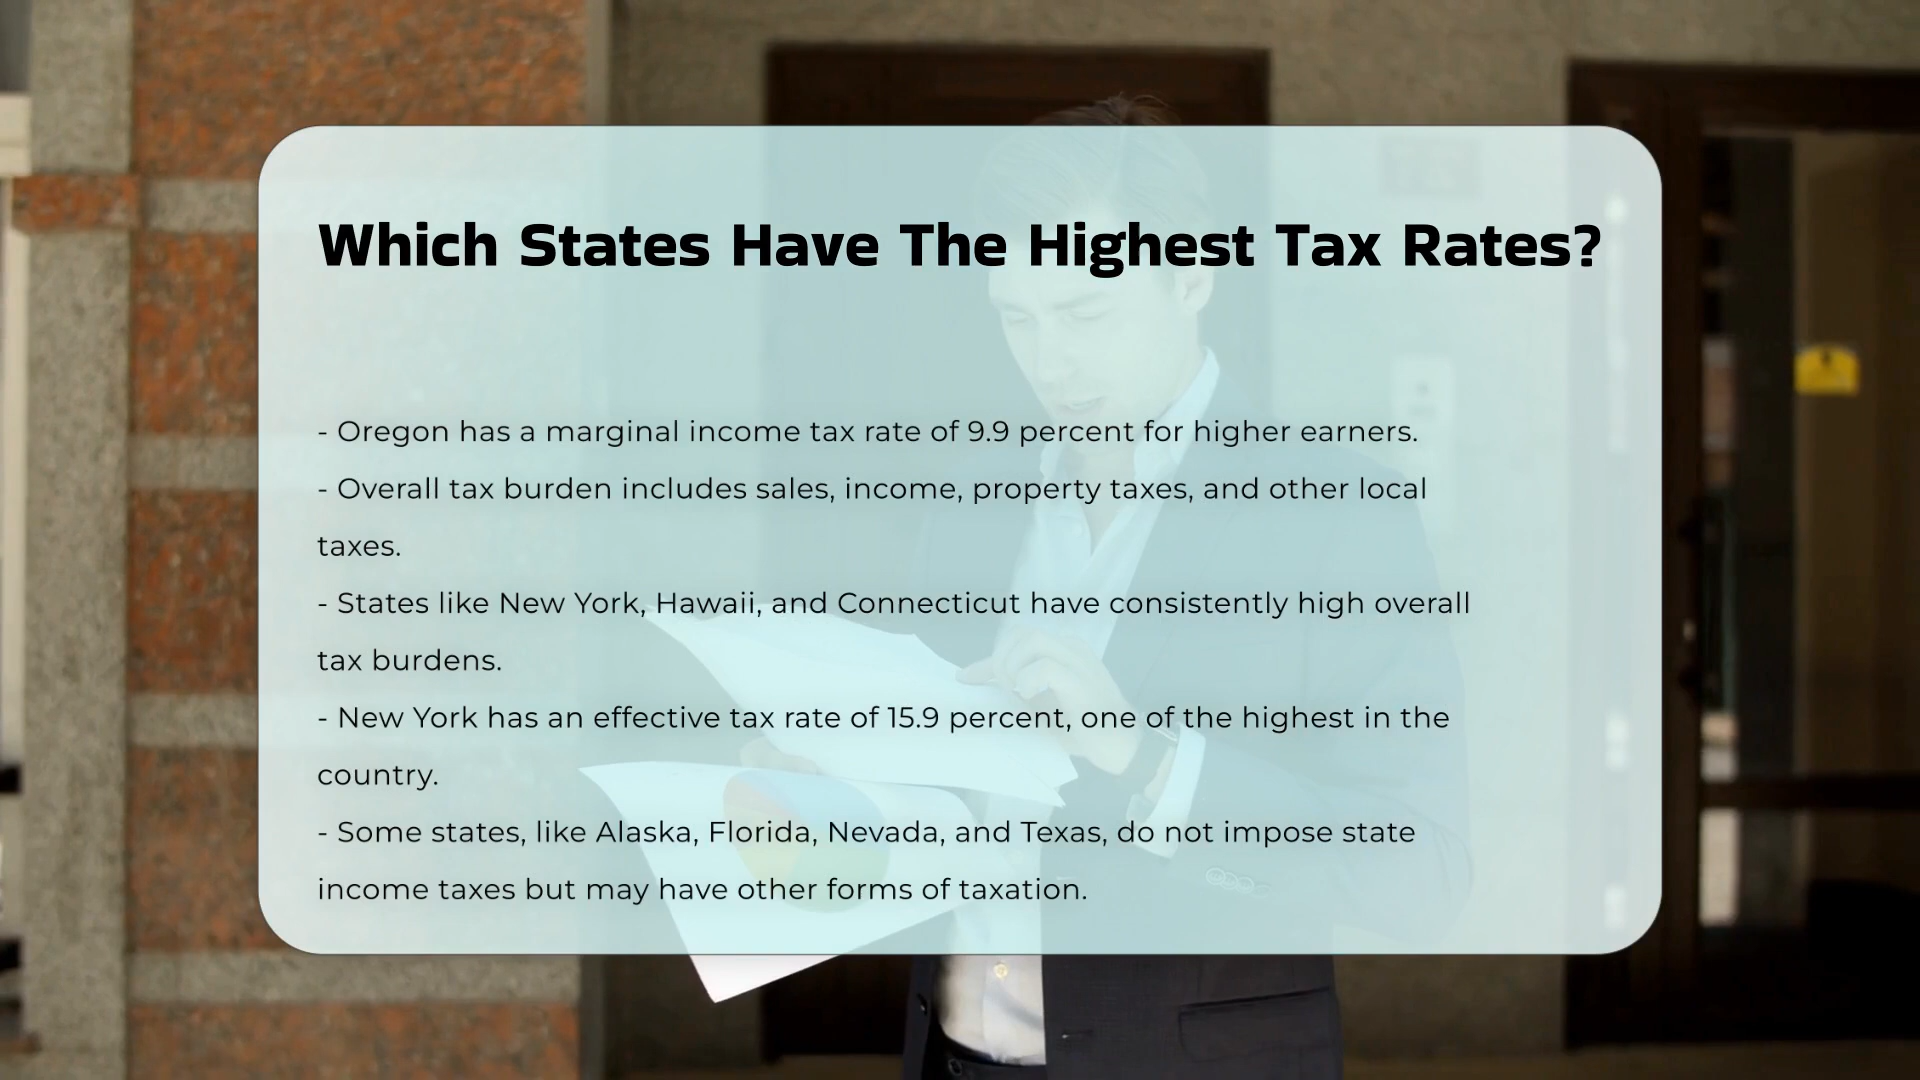 Which States Have The Highest Tax Rates?
- Oregon has a marginal income tax rate of 9.9 percent for higher earners.
- Overall tax burden includes sales, income, property taxes, and other local
taxes.
- States like New York, Hawaii, and Connecticut have consistently high overall
tax burdens.
- New York has an effective tax rate of 15.9 percent, one of the highest in the
country.
- Some states, like Alaska, Florida, Nevada, and Texas, do not impose state
income taxes but may have other forms of taxation.